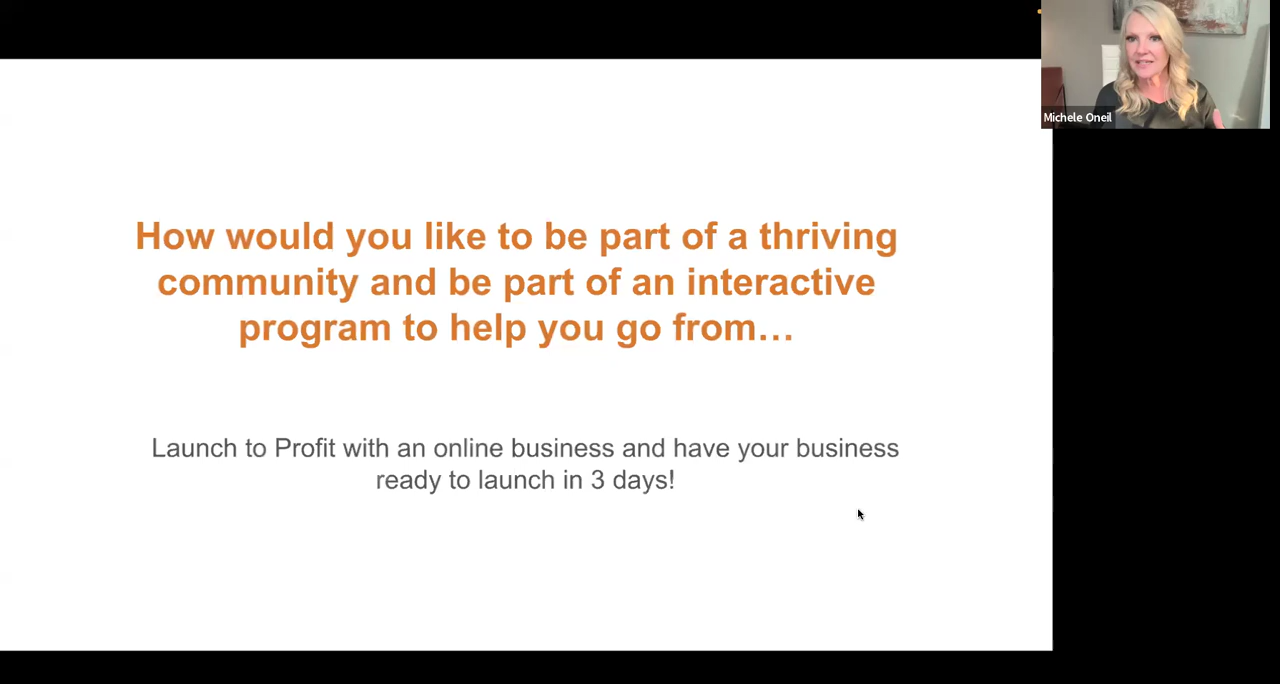 Michele Oneil
How would you like to be part of a thriving
community and be part of an interactive
program to help you go from…
Launch to Profit with an online business and have your business
ready to launch in 3 days!